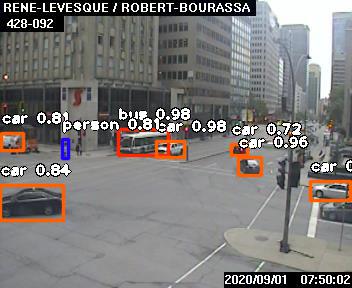 RENE-LEVESQUE / ROBERT-BOURASSA
428-092
car 0.81
bus 0.98
person 0.81
car 0.98
car 0.72
car 0.96
car 0.84
car
2020/09/01 07:50:02